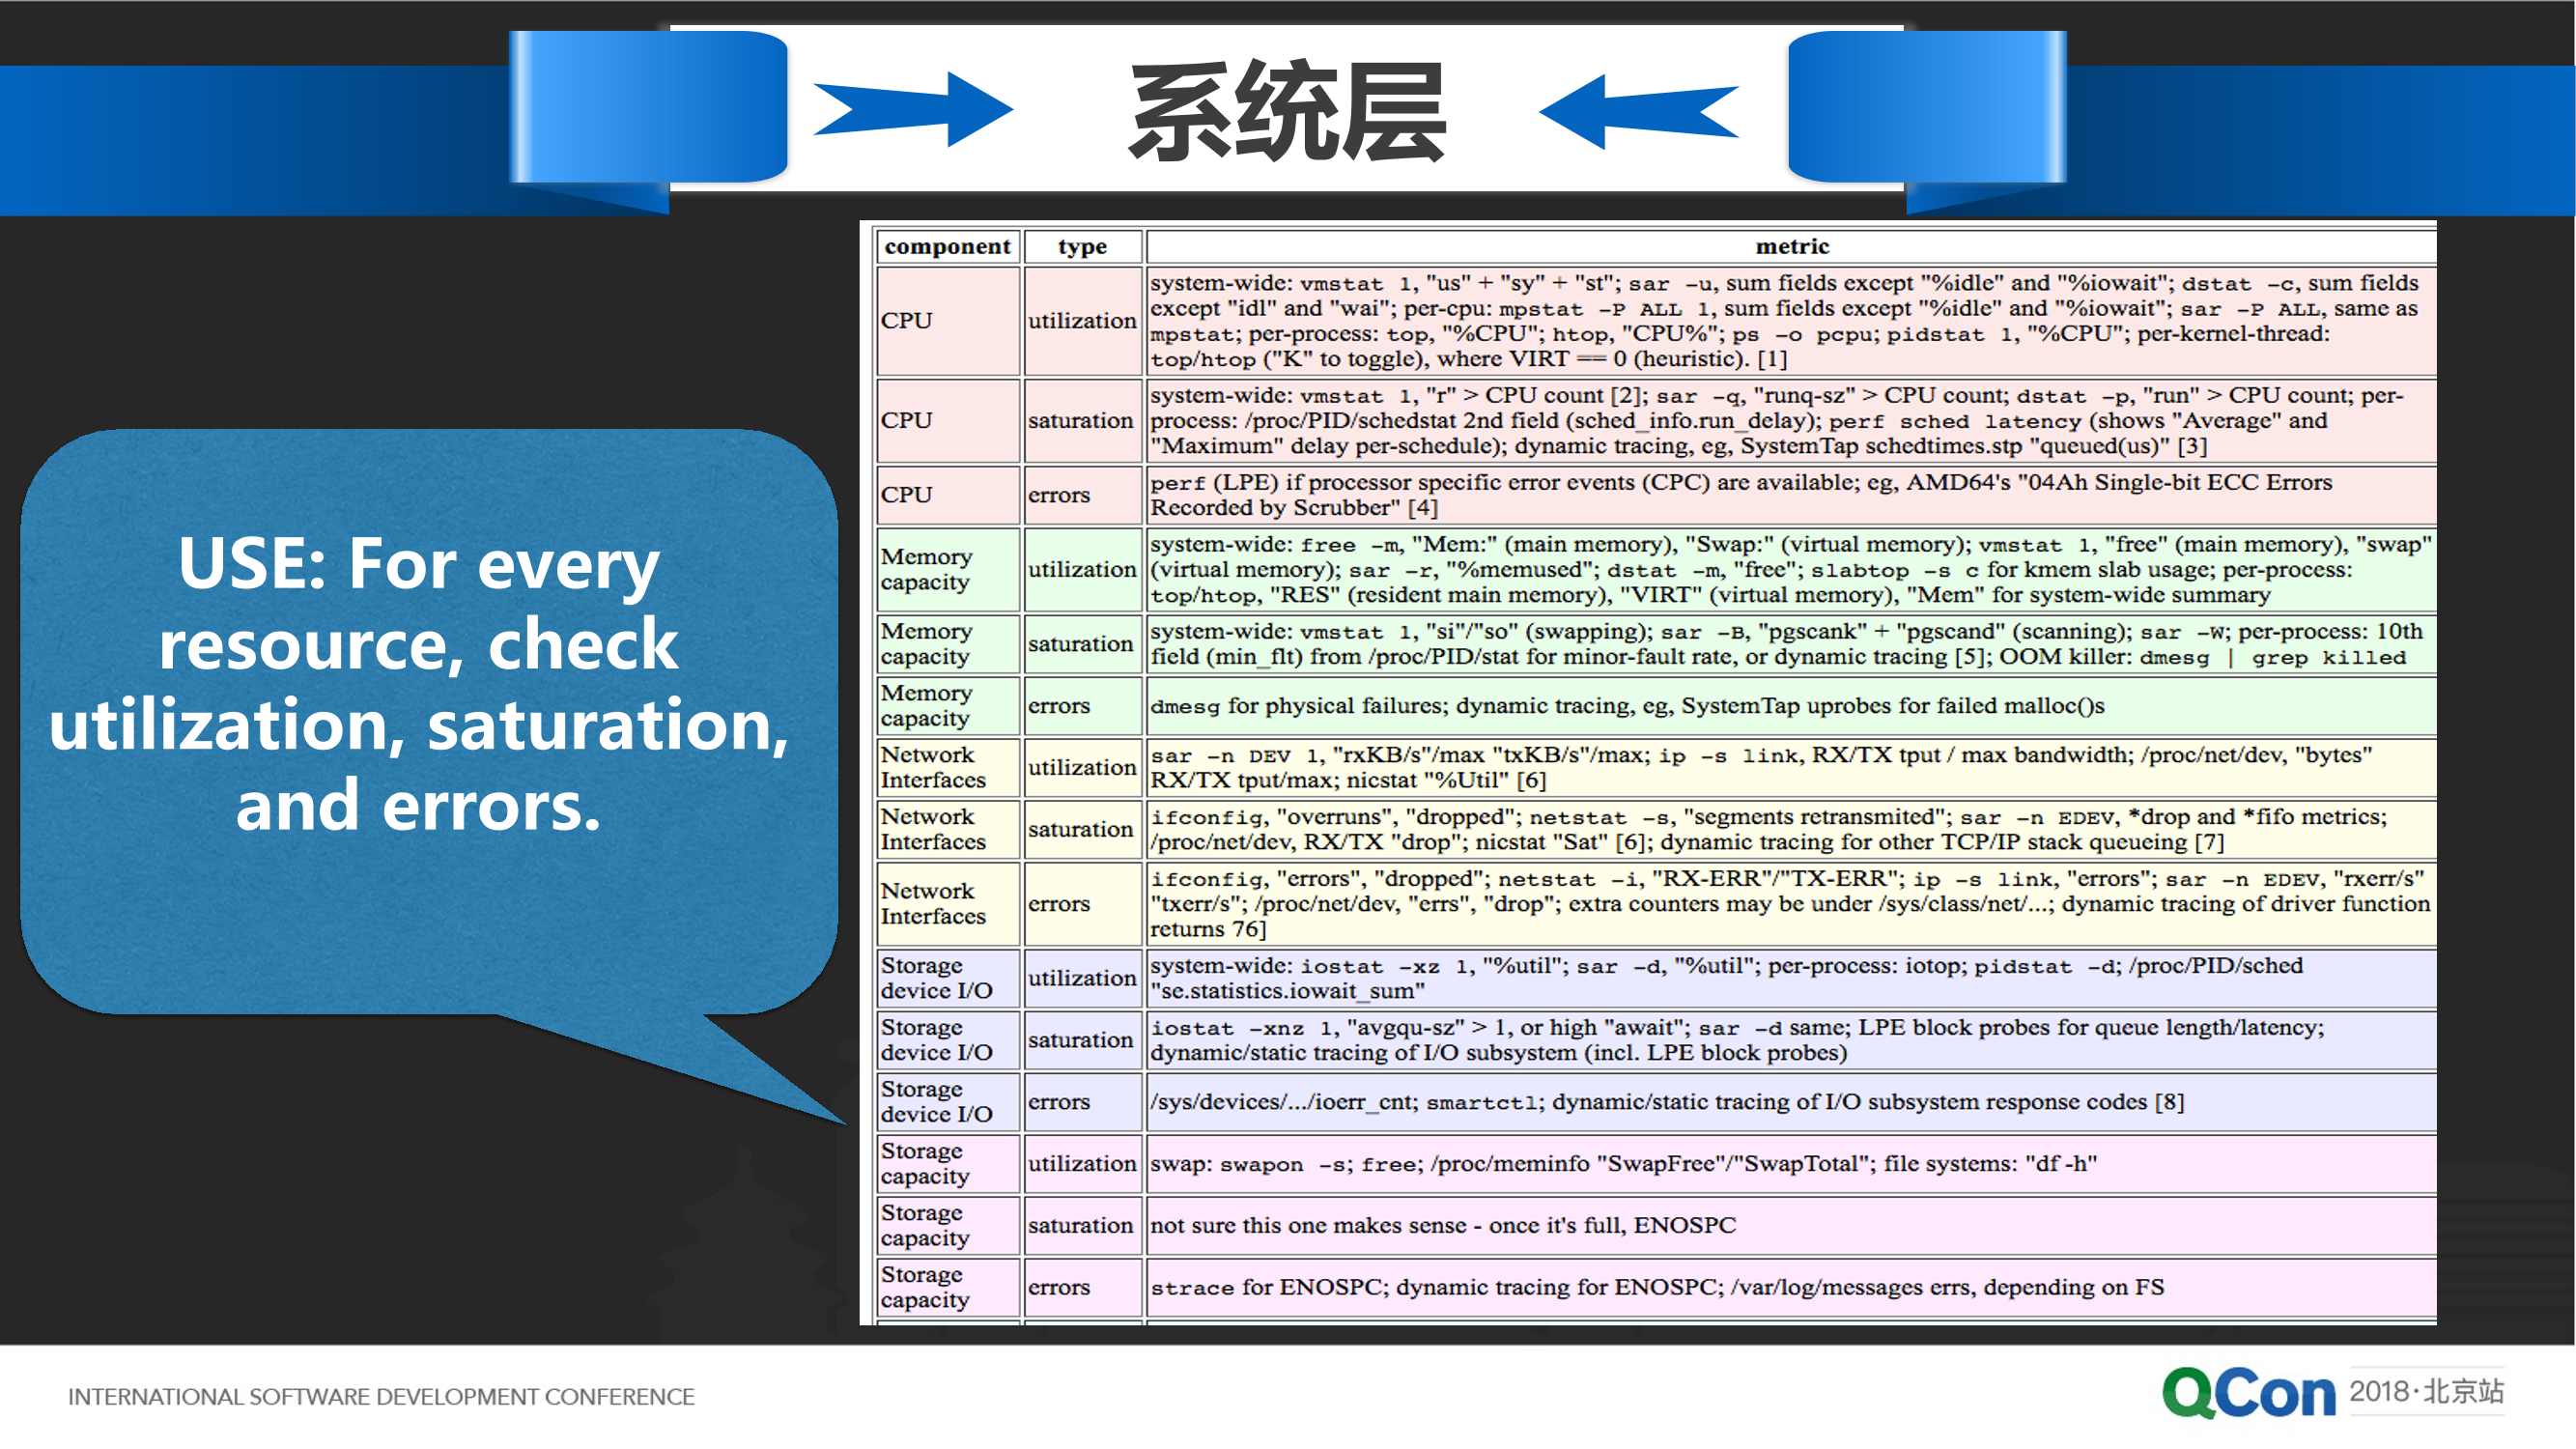 系统层
USE: For every
resource, check
utilization, saturation,
and errors.
component type metric
CPU utilization system-wide: vmstat 1, "us" + "sy" + "st"; sar -u, sum fields except "%idle" and "%iowait"; dstat -c, sum fields
except "idl" and "wai"; per-cpu: mpstat -P ALL 1, sum fields except "%idle" and "%iowait"; sar -P ALL, same as
mpstat; per-process: top, "%CPU"; htop, "CPU%"; ps -o pcpu; pidstat 1, "%CPU"; per-kernel-thread:
top/htop ("K" to toggle), where VIRT == 0 (heuristic). [1]
CPU saturation system-wide: vmstat 1, "r" > CPU count [2]; sar -q, "runq-sz" > CPU count; dstat -p, "run" > CPU count; per-
process: /proc/PID/schedstat 2nd field (sched_info.run_delay); perf sched latency (shows "Average" and
"Maximum" delay per-schedule); dynamic tracing, eg, SystemTap schedtimes.stp "queued(us)" [3]
CPU errors perf (LPE) if processor specific error events (CPC) are available; eg, AMD64's "04Ah Single-bit ECC Errors
Recorded by Scrubber" [4]
Memory capacity utilization system-wide: free -m, "Mem:" (main memory), "Swap:" (virtual memory); vmstat 1, "free" (main memory), "swap"
(virtual memory); sar -r, "%memused"; dstat -m, "free"; slabtop -s c for kmem slab usage; per-process:
top/htop, "RES" (resident main memory), "VIRT" (virtual memory), "Mem" for system-wide summary
Memory capacity saturation system-wide: vmstat 1, "si"/"so" (swapping); sar -B, "pgscank" + "pgscand" (scanning); sar -W; per-process: 10th
field (min_flt) from /proc/PID/stat for minor-fault rate, or dynamic tracing [5]; OOM killer: dmesg | grep killed
Memory capacity errors dmesg for physical failures; dynamic tracing, eg, SystemTap uprobes for failed malloc()s
Network Interfaces utilization sar -n DEV 1, "rxKB/s"/max "txKB/s"/max; ip -s link, RX/TX tput / max bandwidth; /proc/net/dev, "bytes"
RX/TX tput/max; nicstat "%Util" [6]
Network Interfaces saturation ifconfig, "overruns", "dropped"; netstat -s, "segments retransmited"; sar -n EDEV, *drop and *fifo metrics;
/proc/net/dev, RX/TX "drop"; nicstat "Sat" [6]; dynamic tracing for other TCP/IP stack queueing [7]
Network Interfaces errors ifconfig, "errors", "dropped"; netstat -i, "RX-ERR"/"TX-ERR"; ip -s link, "errors"; sar -n EDEV, "rxerr/s"
"txerr/s"; /proc/net/dev, "errs", "drop"; extra counters may be under /sys/class/net/...; dynamic tracing of driver function
returns 76]
Storage device I/O utilization system-wide: iostat -xz 1, "%util"; sar -d, "%util"; per-process: iotop; pidstat -d; /proc/PID/sched
"se.statistics.iowait_sum"
Storage device I/O saturation iostat -xnz 1, "avgqu-sz" > 1, or high "await"; sar -d same; LPE block probes for queue length/latency;
dynamic/static tracing of I/O subsystem (incl. LPE block probes)
Storage device I/O errors /sys/devices/.../ioerr_cnt; smartctl; dynamic/static tracing of I/O subsystem response codes [8]
Storage capacity utilization swap: swapon -s; free; /proc/meminfo "SwapFree"/"SwapTotal"; file systems: "df -h"
Storage capacity saturation not sure this one makes sense - once it's full, ENOSPC
Storage capacity errors strace for ENOSPC; dynamic tracing for ENOSPC; /var/log/messages errs, depending on FS
INTERNATIONAL SOFTWARE DEVELOPMENT CONFERENCE
QCon 2018·北京站